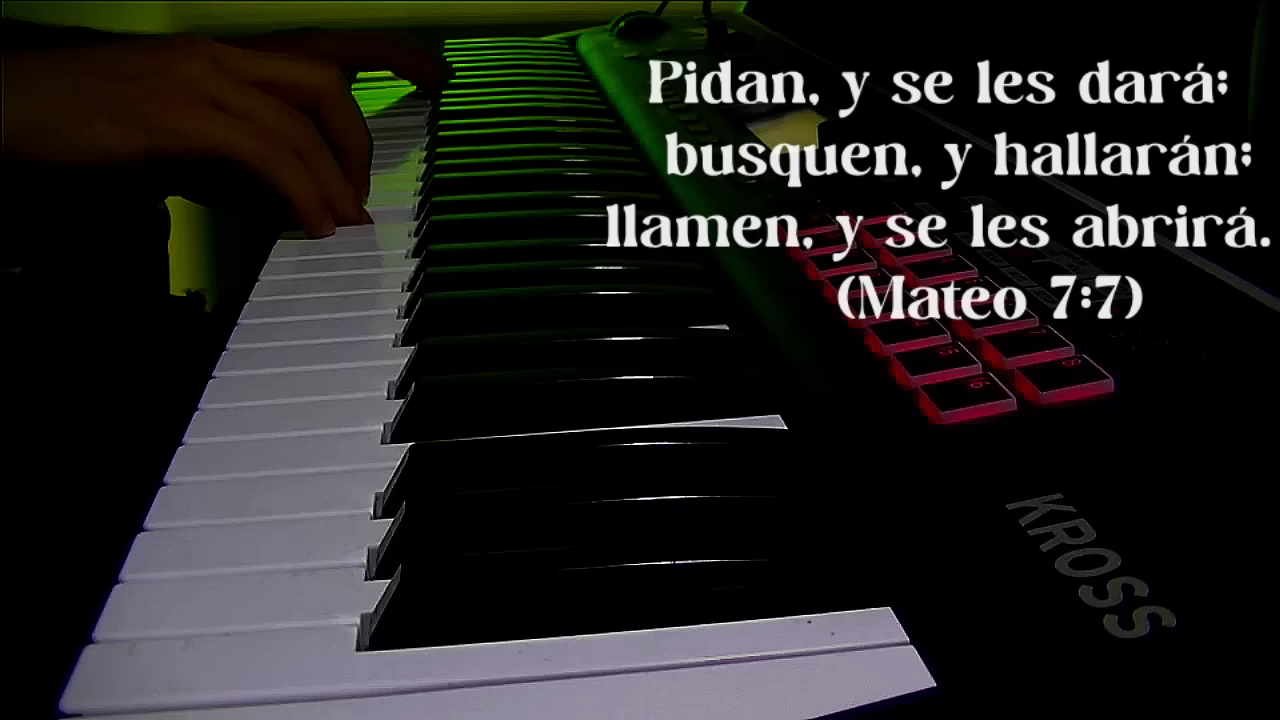 Pidan, y se les dará;
busquen, y hallarán;
llamen, y se les abrirá.
(Mateo 7:7)
KROSS